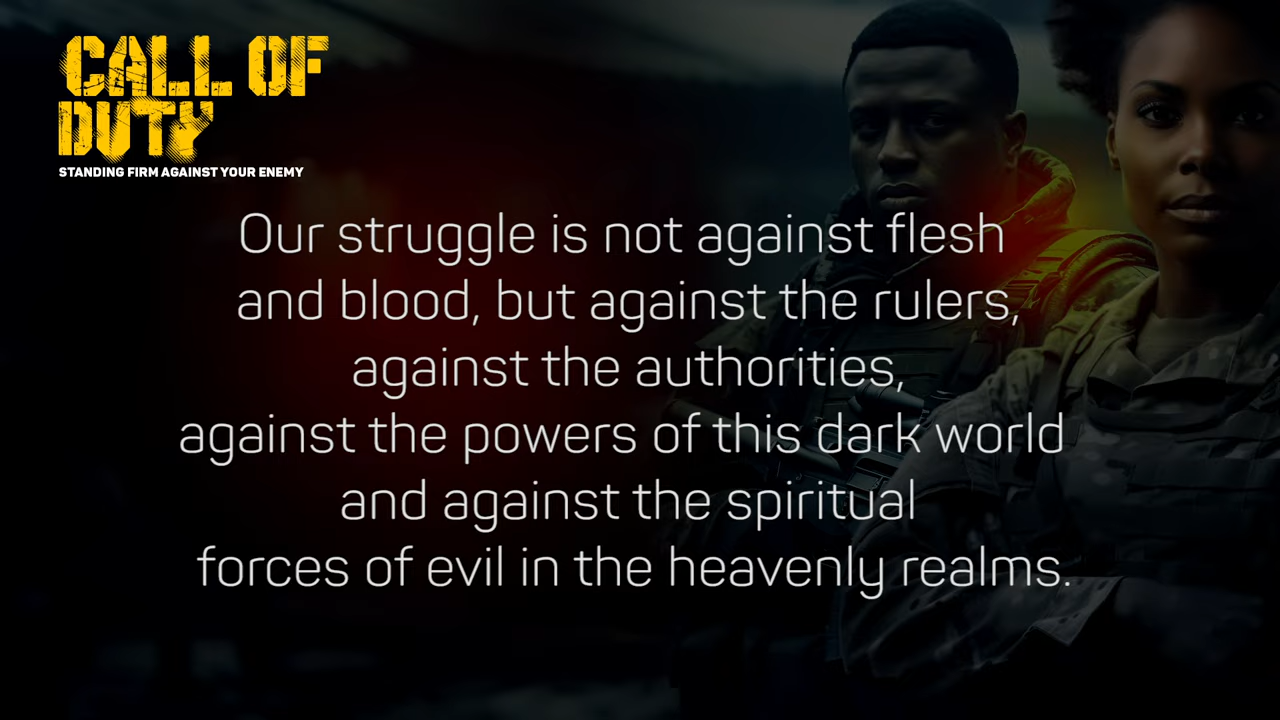 CALL OF
DUTY
STANDING FIRM AGAINST YOUR ENEMY
Our struggle is not against flesh
and blood, but against the rulers,
against the authorities,
against the powers of this dark world
and against the spiritual
forces of evil in the heavenly realms.